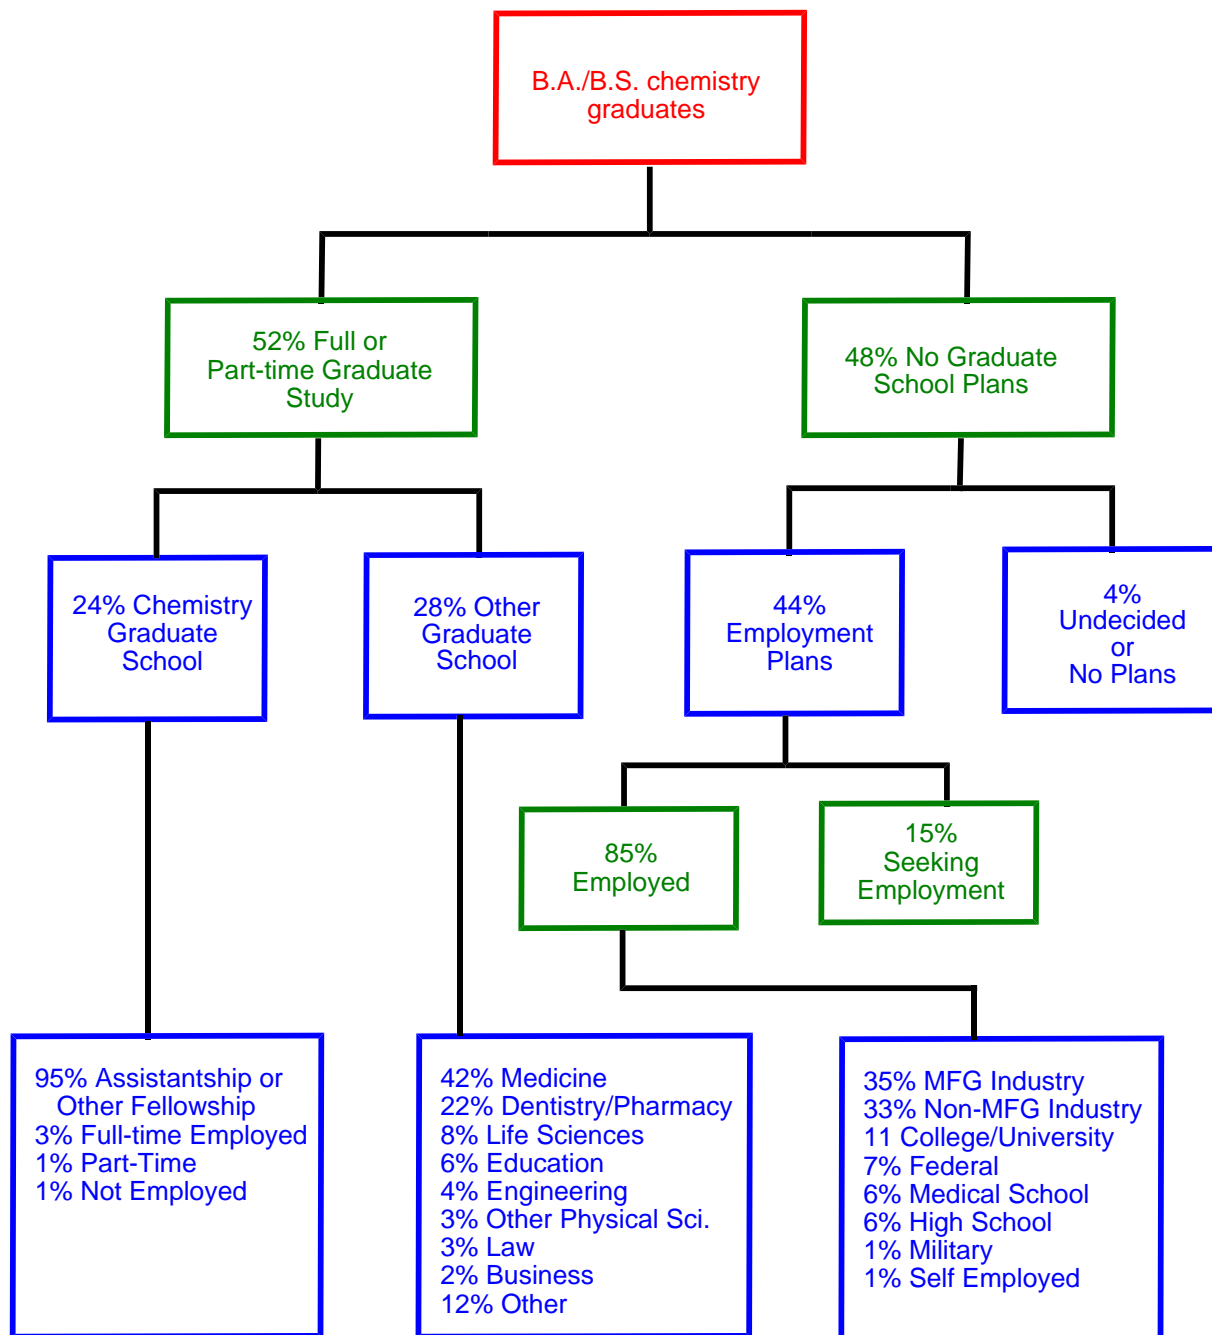 B.A./B.S. chemistry
graduates
52% Full or
Part-time Graduate
Study
48% No Graduate
School Plans
24% Chemistry
Graduate
School
28% Other
Graduate
School
44%
Employment
Plans
4%
Undecided
or
No Plans
85%
Employed
15%
Seeking
Employment
95% Assistantship or
Other Fellowship
3% Full-time Employed
1% Part-Time
1% Not Employed
42% Medicine
22% Dentistry/Pharmacy
8% Life Sciences
6% Education
4% Engineering
3% Other Physical Sci.
3% Law
2% Business
12% Other
35% MFG Industry
33% Non-MFG Industry
11 College/University
7% Federal
6% Medical School
6% High School
1% Military
1% Self Employed